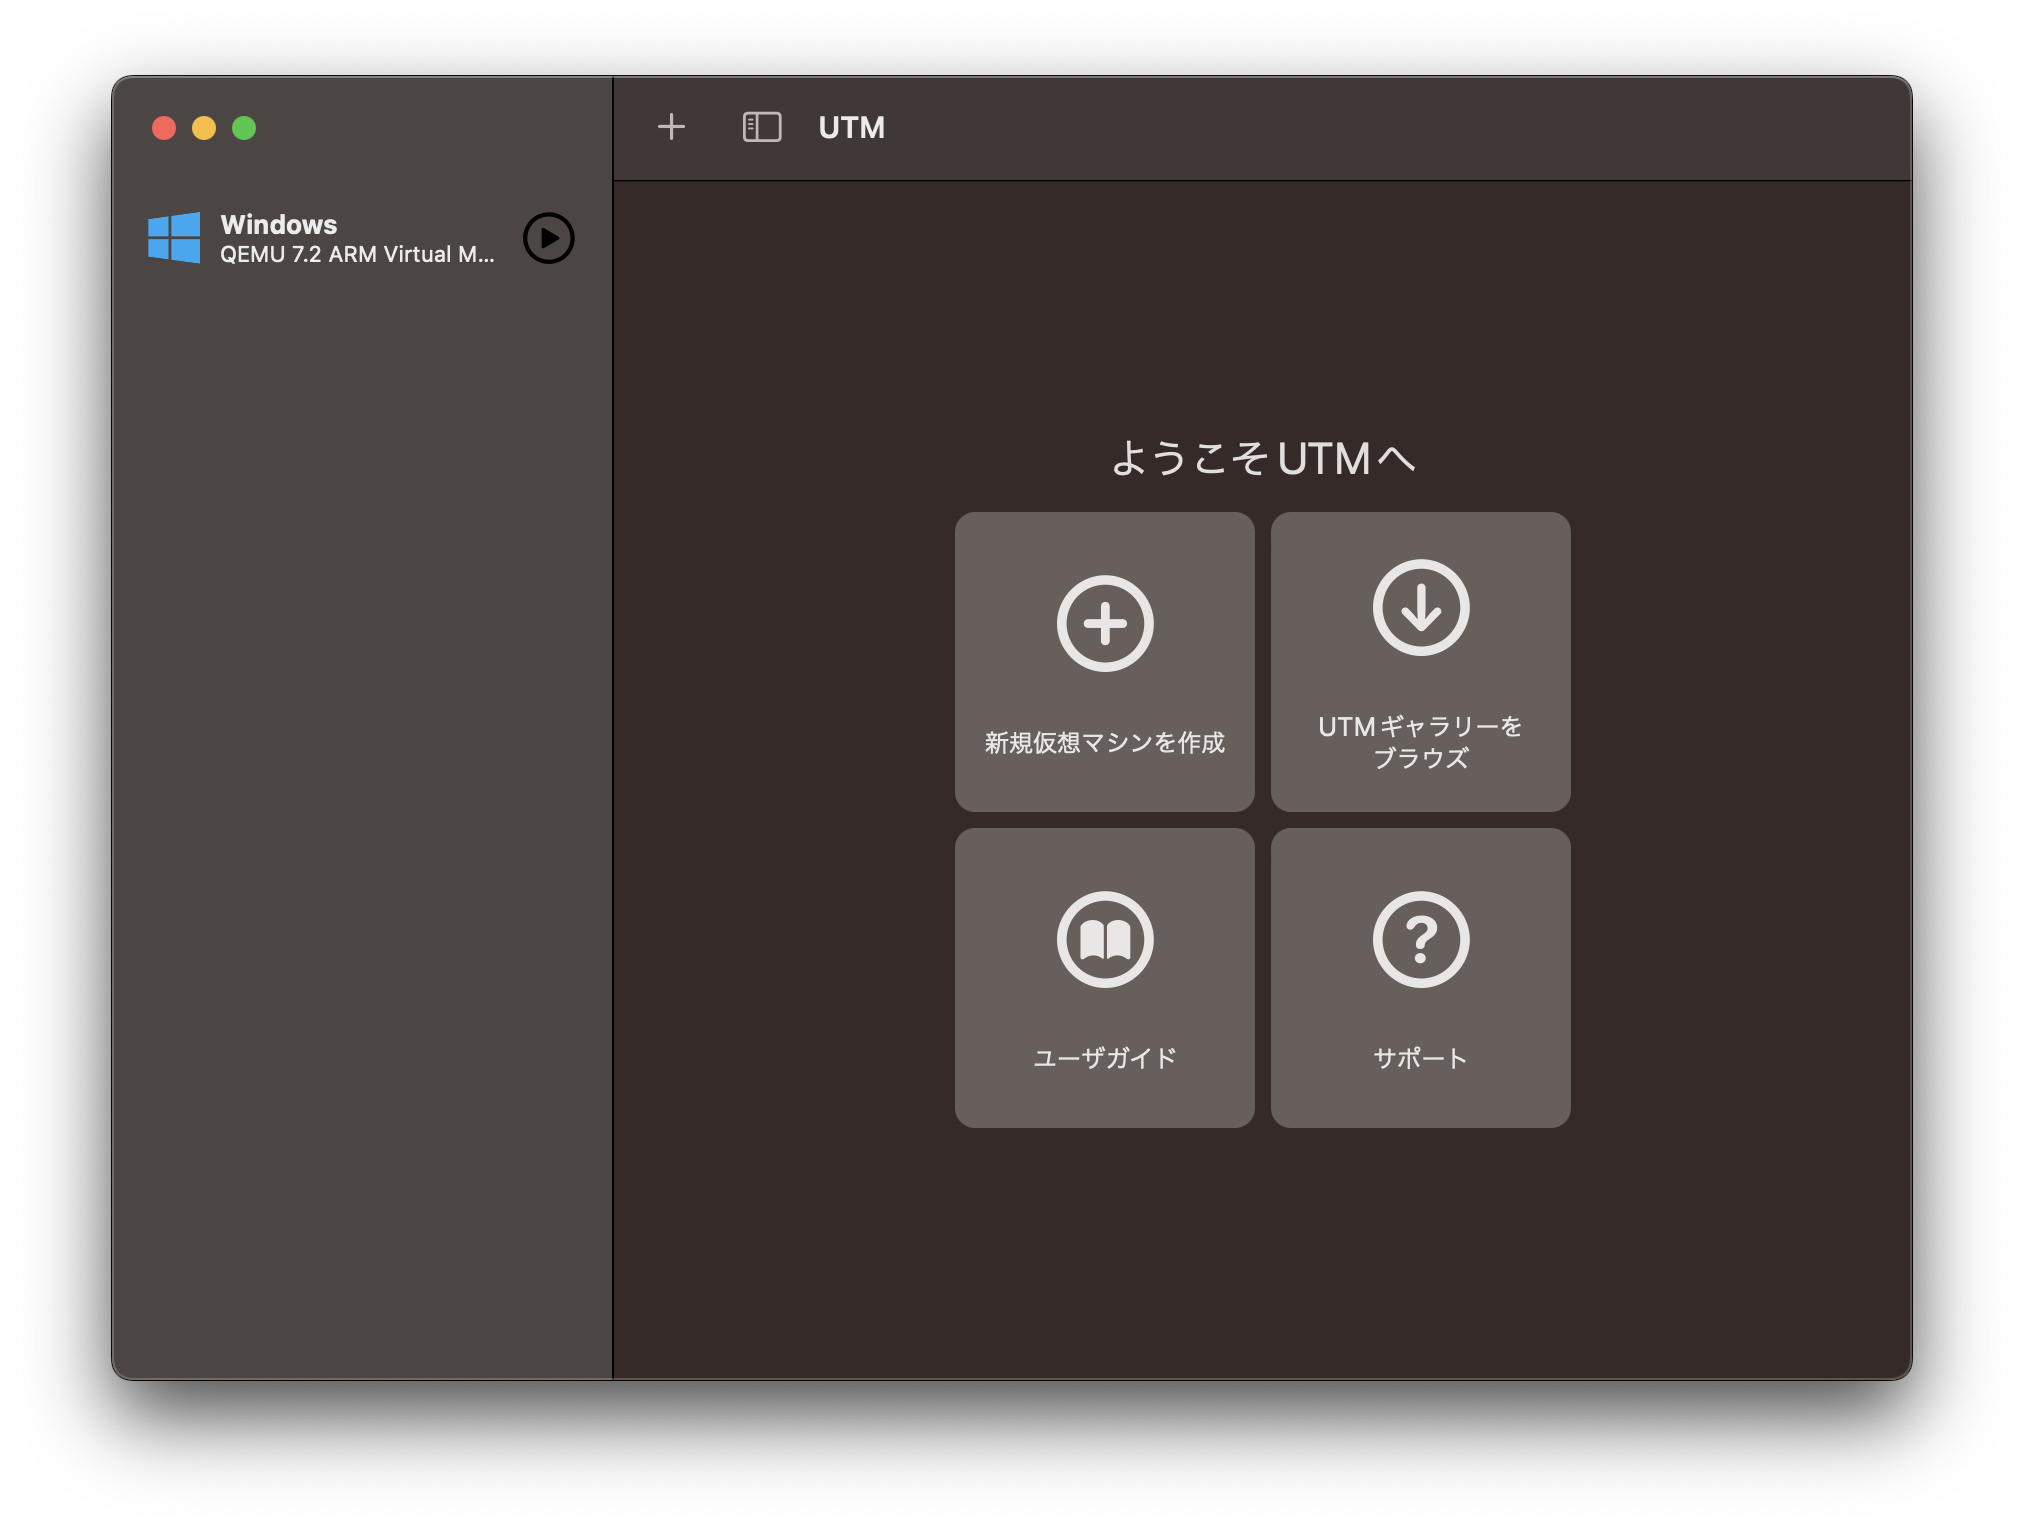 UTM
Windows
QEMU 7.2 ARM Virtual M...
ようこそUTMへ
新規仮想マシンを作成
UTMギャラリーを
ブラウズ
ユーザガイド
サポート